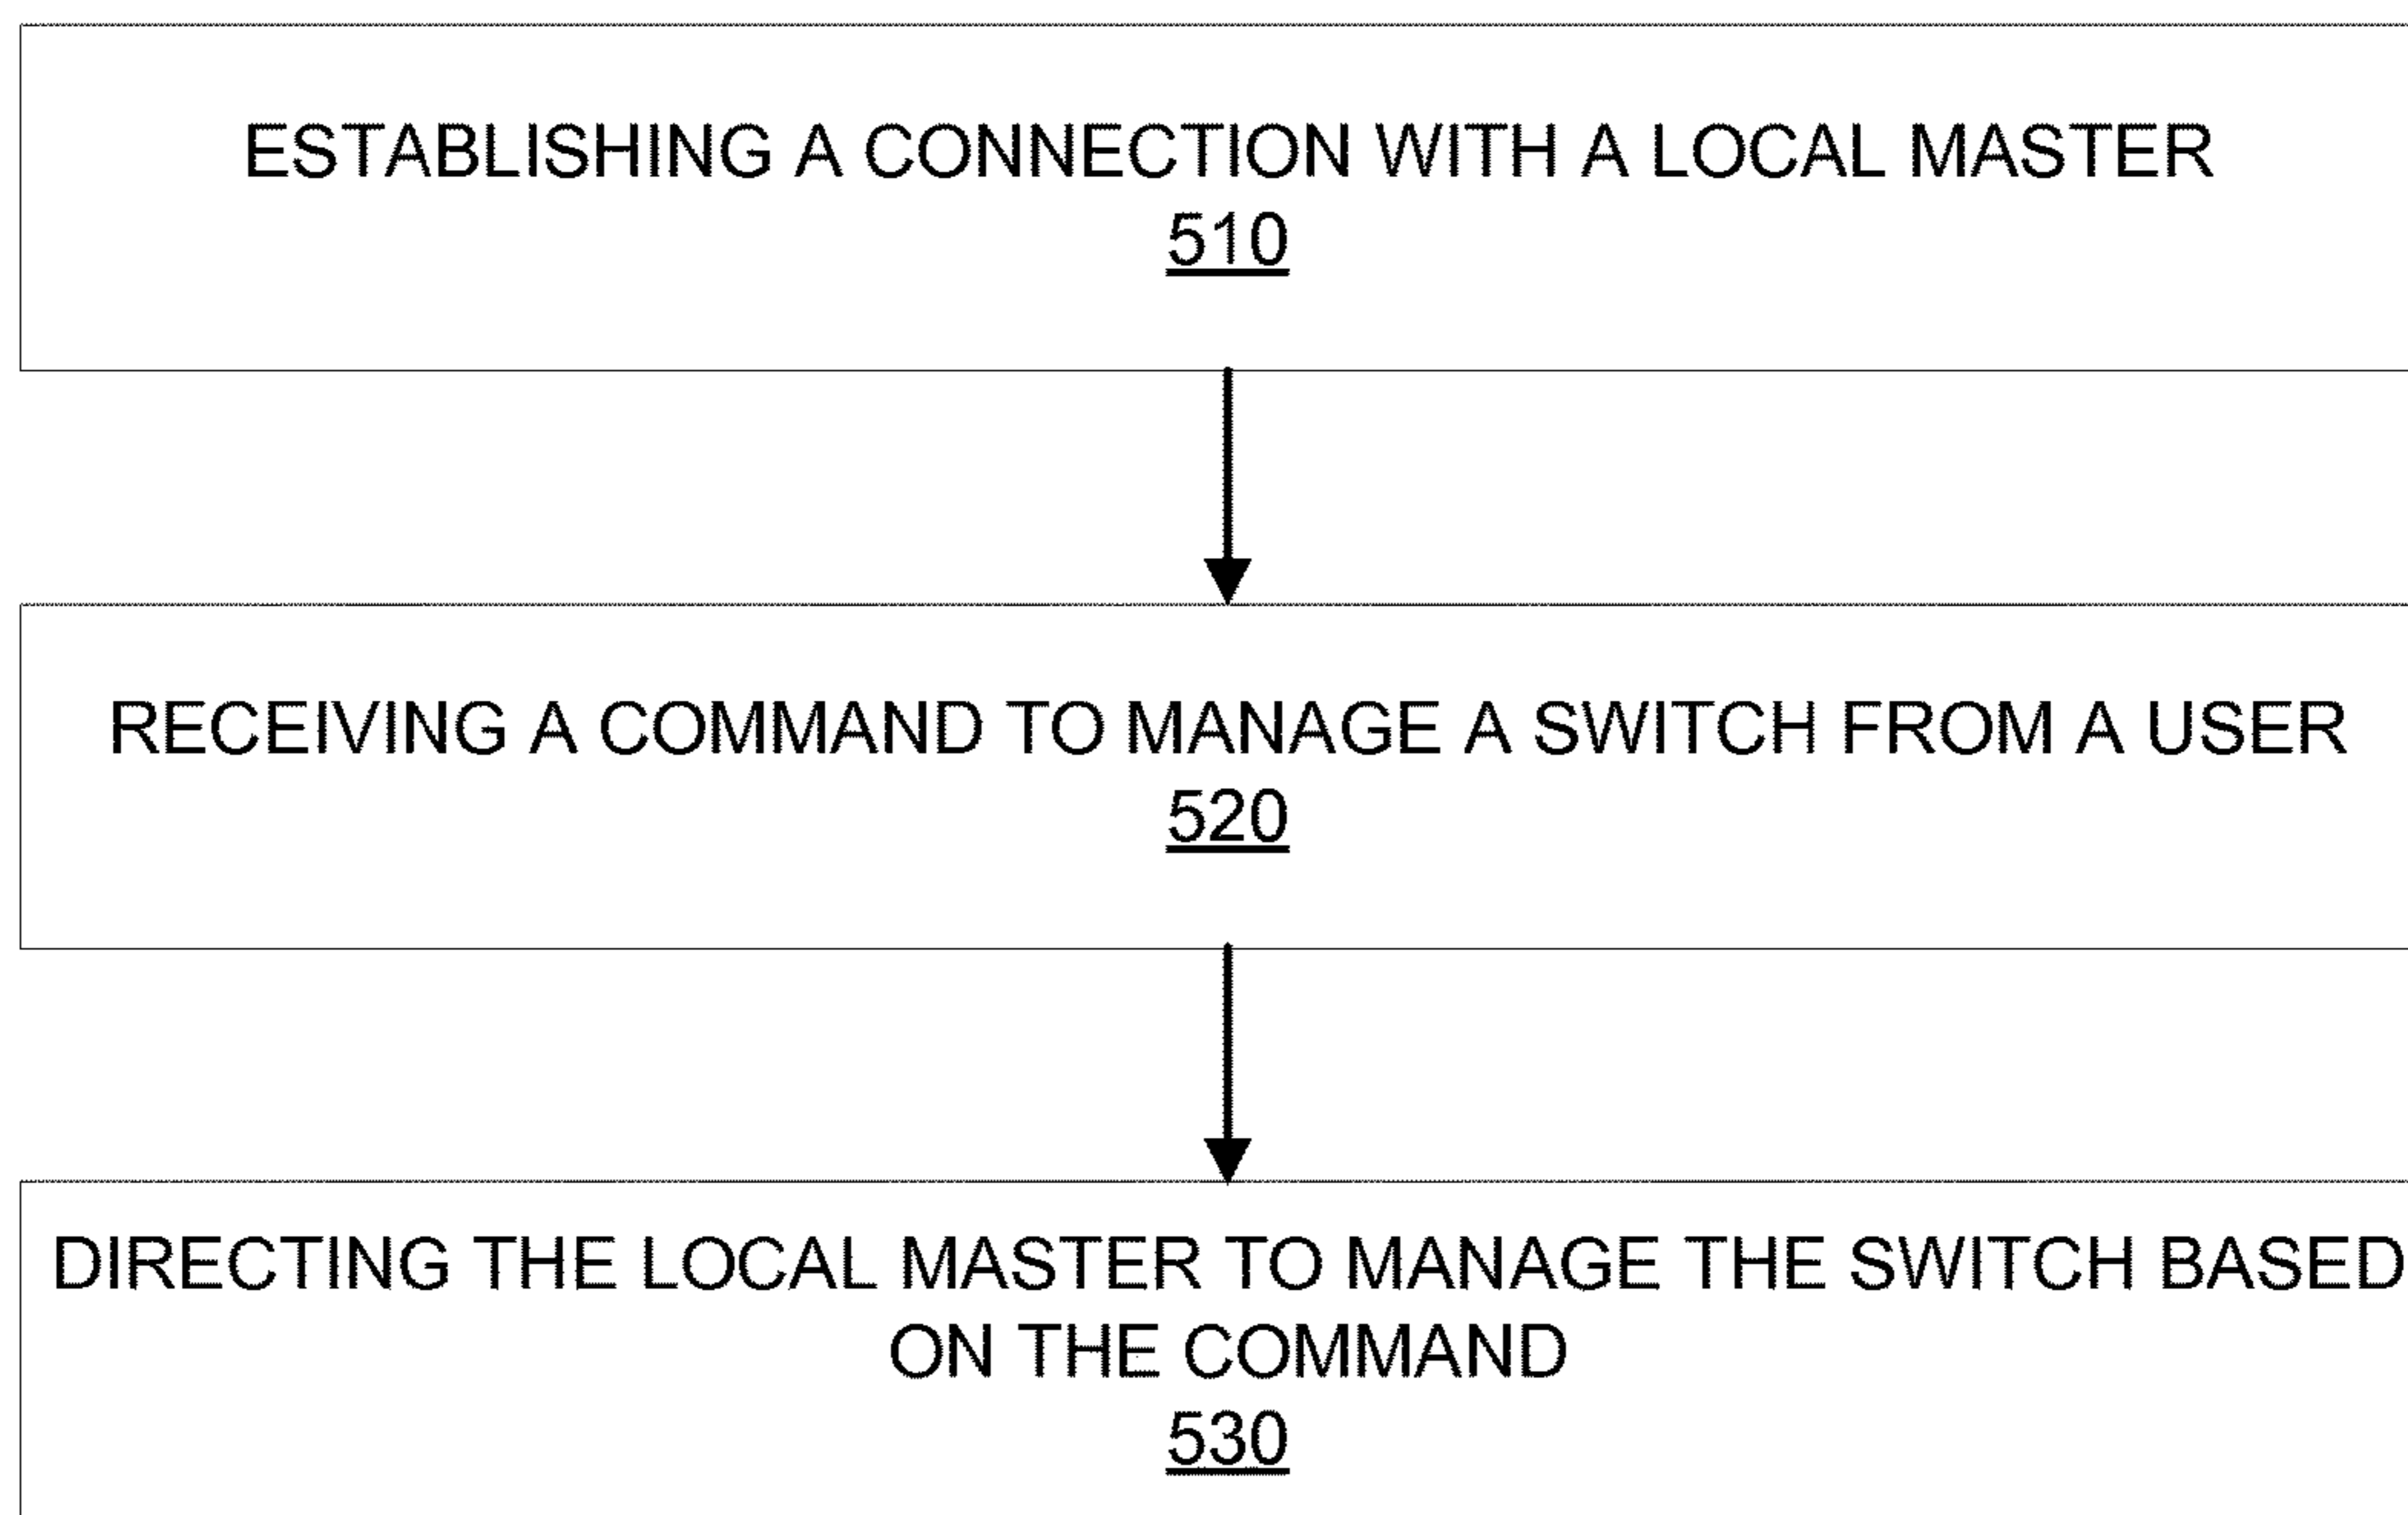 ESTABLISHING A CONNECTION WITH A LOCAL MASTER
510
RECEIVING A COMMAND TO MANAGE A SWITCH FROM A USER
520
DIRECTING THE LOCAL MASTER TO MANAGE THE SWITCH BASED
ON THE COMMAND
530